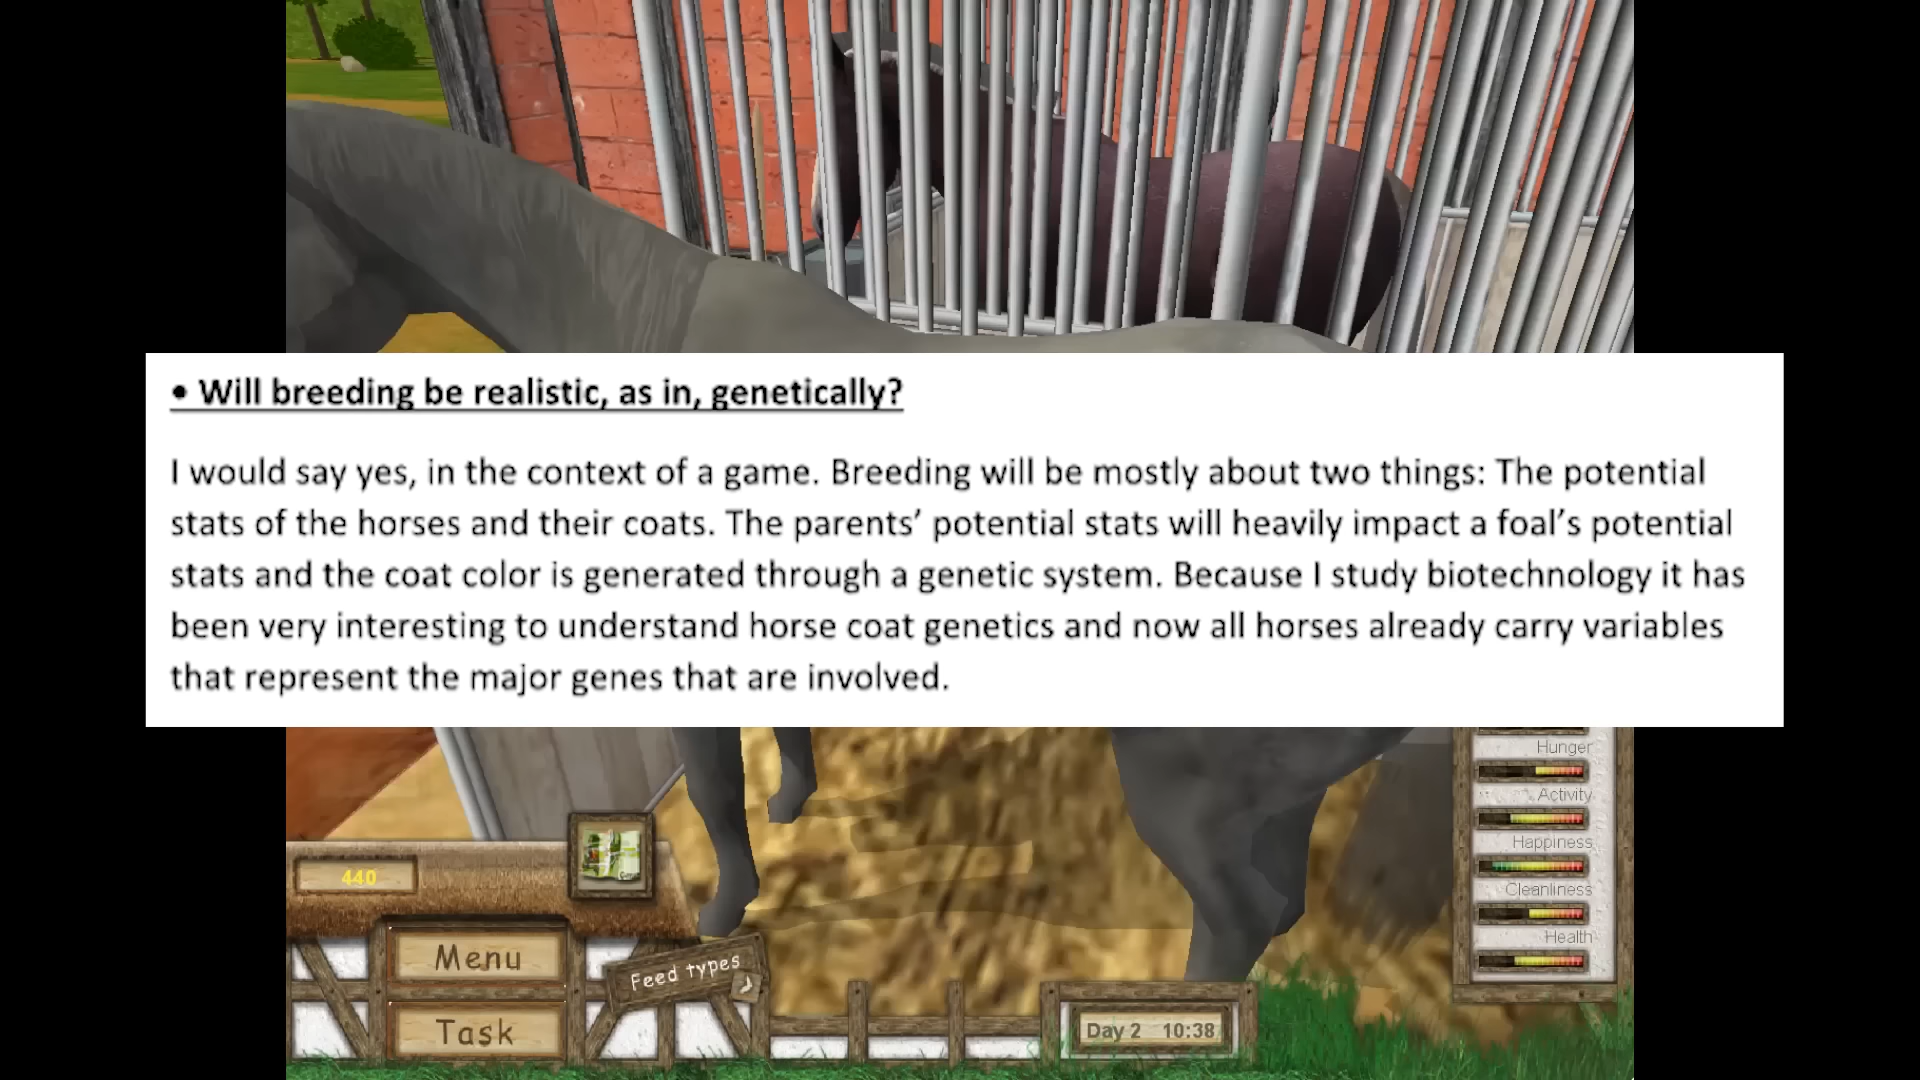 • Will breeding be realistic, as in, genetically?
I would say yes, in the context of a game. Breeding will be mostly about two things: The potential
stats of the horses and their coats. The parents’ potential stats will heavily impact a foal’s potential
stats and the coat color is generated through a genetic system. Because I study biotechnology it has
been very interesting to understand horse coat genetics and now all horses already carry variables
that represent the major genes that are involved.
Hunger
Activity
Happiness
Cleanliness
Health
440
Menu
Feed types
Task
Day 2 10:38